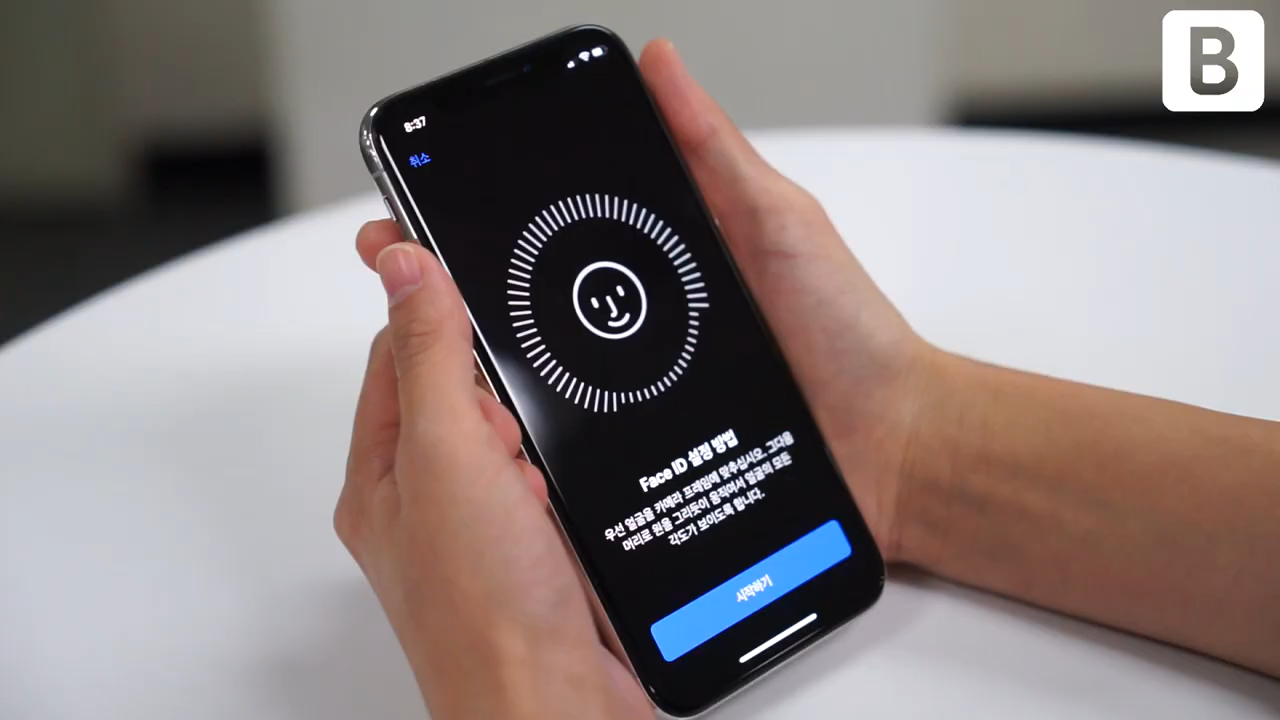 B
8:37
취소
Face ID 설정 방법
우선 얼굴을 카메라 프레임에 맞추십시오. 그다음
머리로 원을 그리듯이 움직여서 얼굴의 모든
각도가 보이도록 합니다.
시작하기